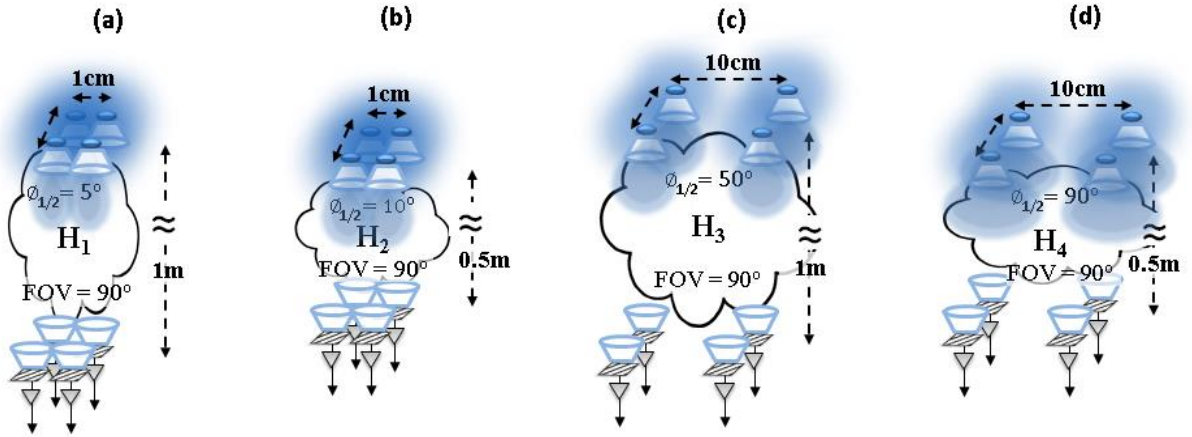 (a)
1cm
∅1/2 = 5°
H1
FOV = 90°
≈
1m
(b)
1cm
∅1/2 = 10°
H2
FOV = 90°
≈
0.5m
(c)
10cm
∅1/2 = 50°
H3
FOV = 90°
≈
1m
(d)
10cm
∅1/2 = 90°
H4
FOV = 90°
≈
0.5m